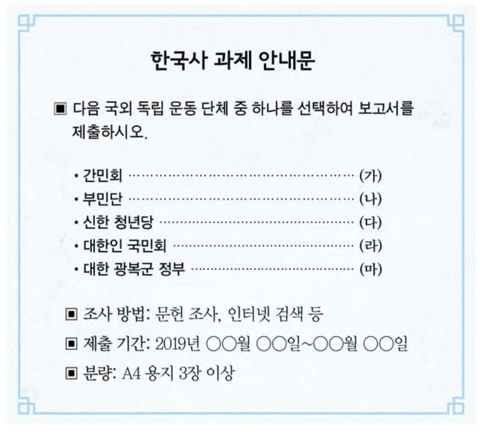 한국사 과제 안내문
▣ 다음 국외 독립 운동 단체 중 하나를 선택하여 보고서를
제출하시오.
• 간민회 ················································ (가)
• 부민단 ················································ (나)
• 신한 청년당 ·········································· (다)
• 대한인 국민회 ······································· (라)
• 대한 광복군 정부 ···································· (마)
▣ 조사 방법: 문헌 조사, 인터넷 검색 등
▣ 제출 기간: 2019년 ○○월 ○○일~○○월 ○○일
▣ 분량: A4 용지 3장 이상